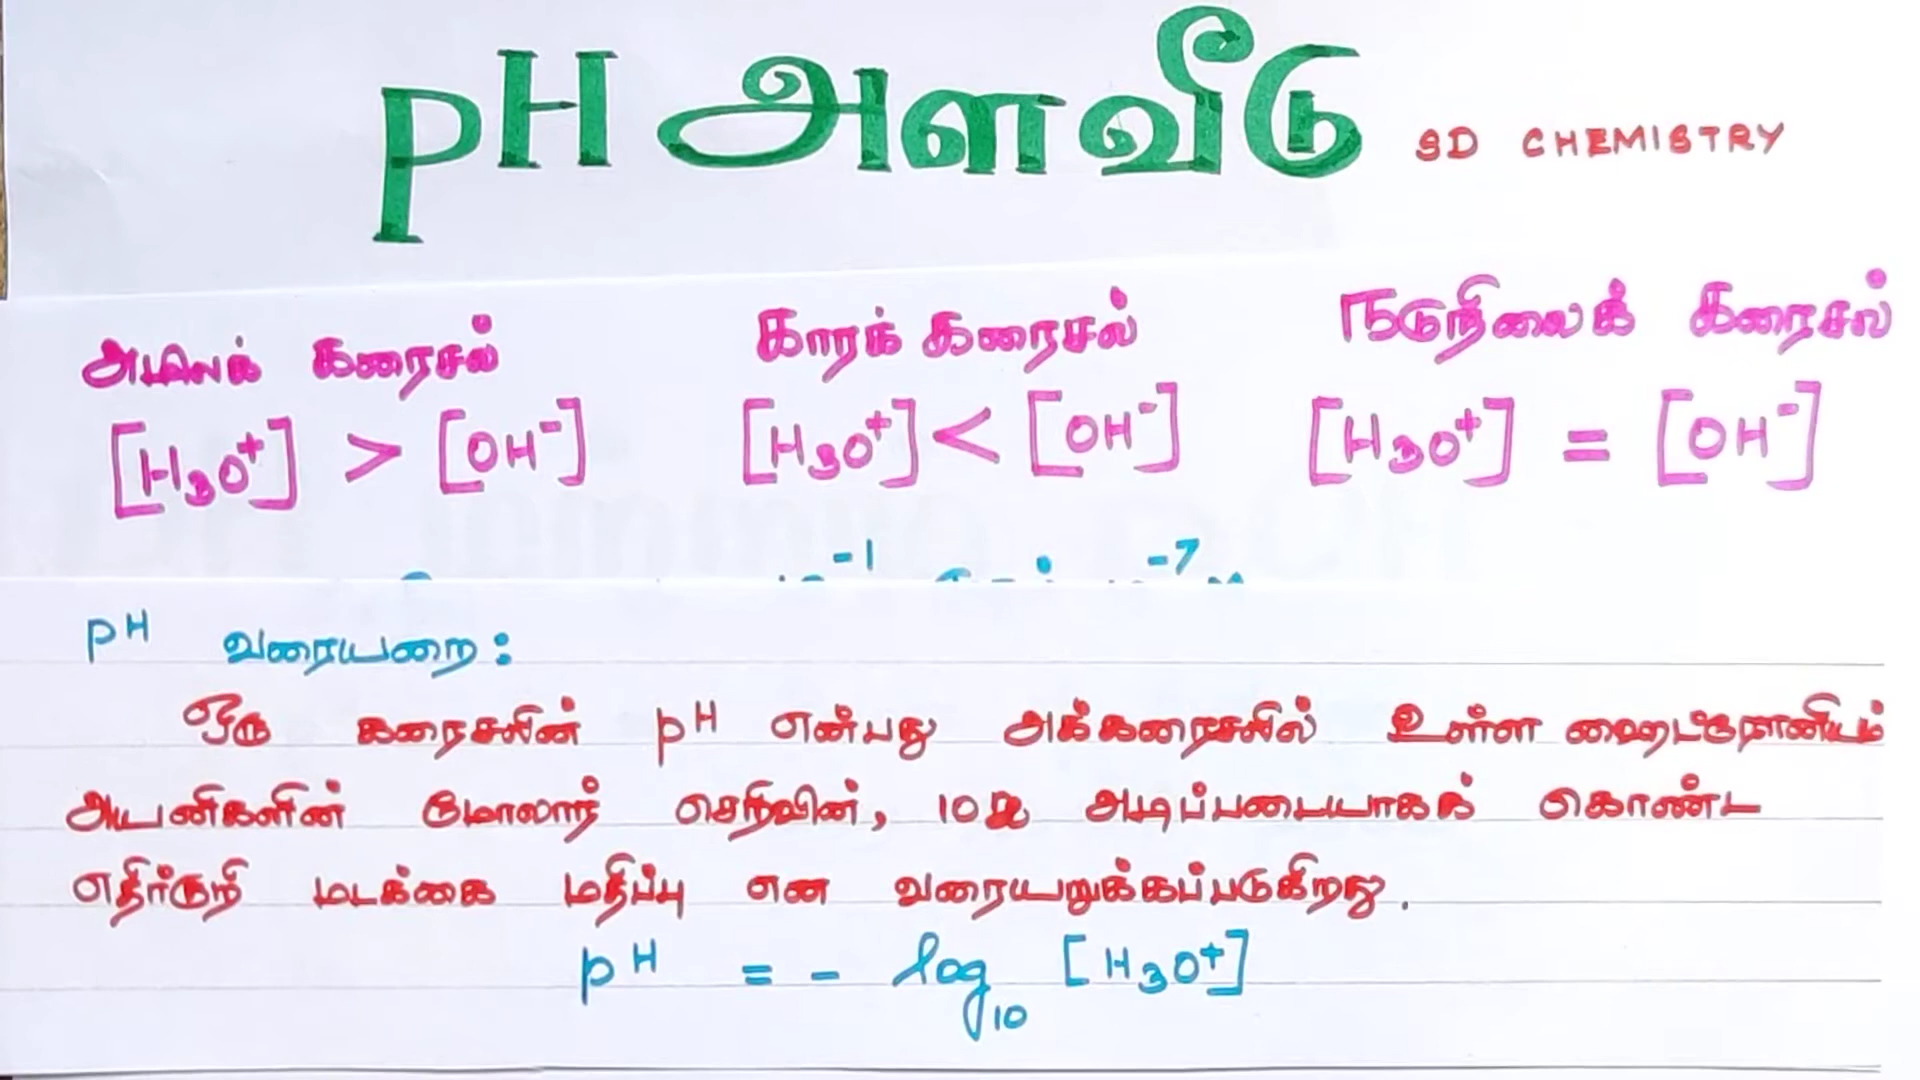 pH அளவீடு SD CHEMISTRY
அமிலக் கரைசல் காரக் கரைசல் நடுநிலைக் கரைசல்
[H₃O⁺] > [OH⁻] [H₃O⁺] < [OH⁻] [H₃O⁺] = [OH⁻]
-1 -7
pH வரையறை:
ஒரு கரைசலின் pH என்பது அக்கரைசலில் உள்ள ஹைட்ரோனியம்
அயனிகளின் மோலார் செறிவின், 10ஐ அடிப்படையாகக் கொண்ட
எதிர்குறி மடக்கை மதிப்பு என வரையறுக்கப்படுகிறது.
pH = - log₁₀ [H₃O⁺]